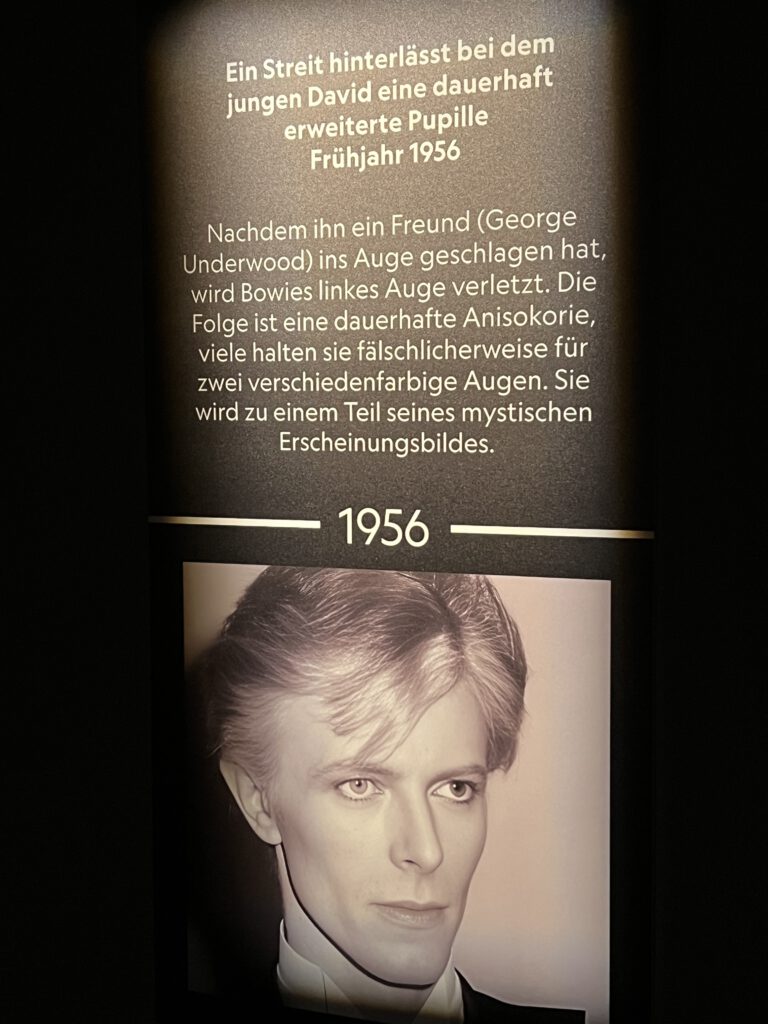 Ein Streit hinterlässt bei dem
jungen David eine dauerhaft
erweiterte Pupille
Frühjahr 1956
Nachdem ihn ein Freund (George
Underwood) ins Auge geschlagen hat,
wird Bowies linkes Auge verletzt. Die
Folge ist eine dauerhafte Anisokorie,
viele halten sie fälschlicherweise für
zwei verschiedenfarbige Augen. Sie
wird zu einem Teil seines mystischen
Erscheinungsbildes.
1956